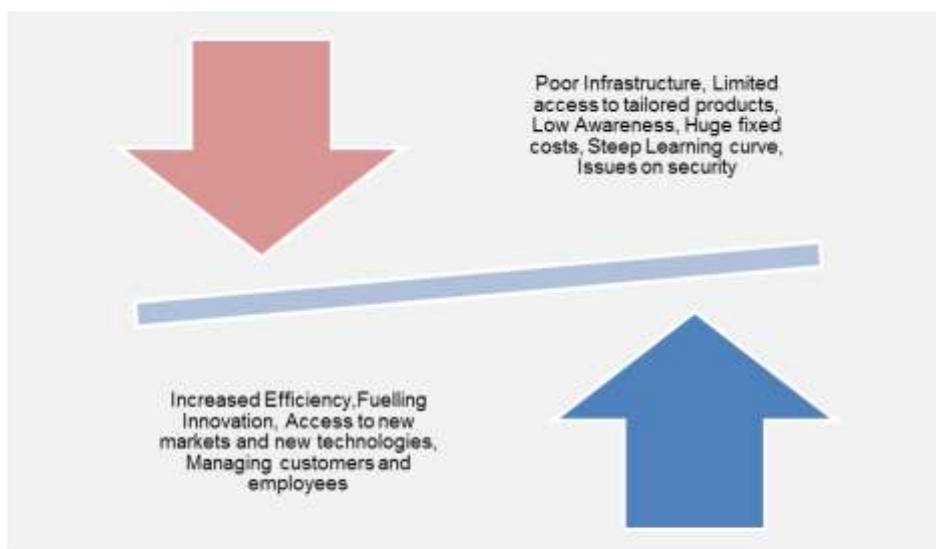 Poor Infrastructure, Limited
access to tailored products,
Low Awareness, Huge fixed
costs, Steep Learning curve,
Issues on security
Increased Efficiency,Fuelling
Innovation, Access to new
markets and new technologies,
Managing customers and
employees